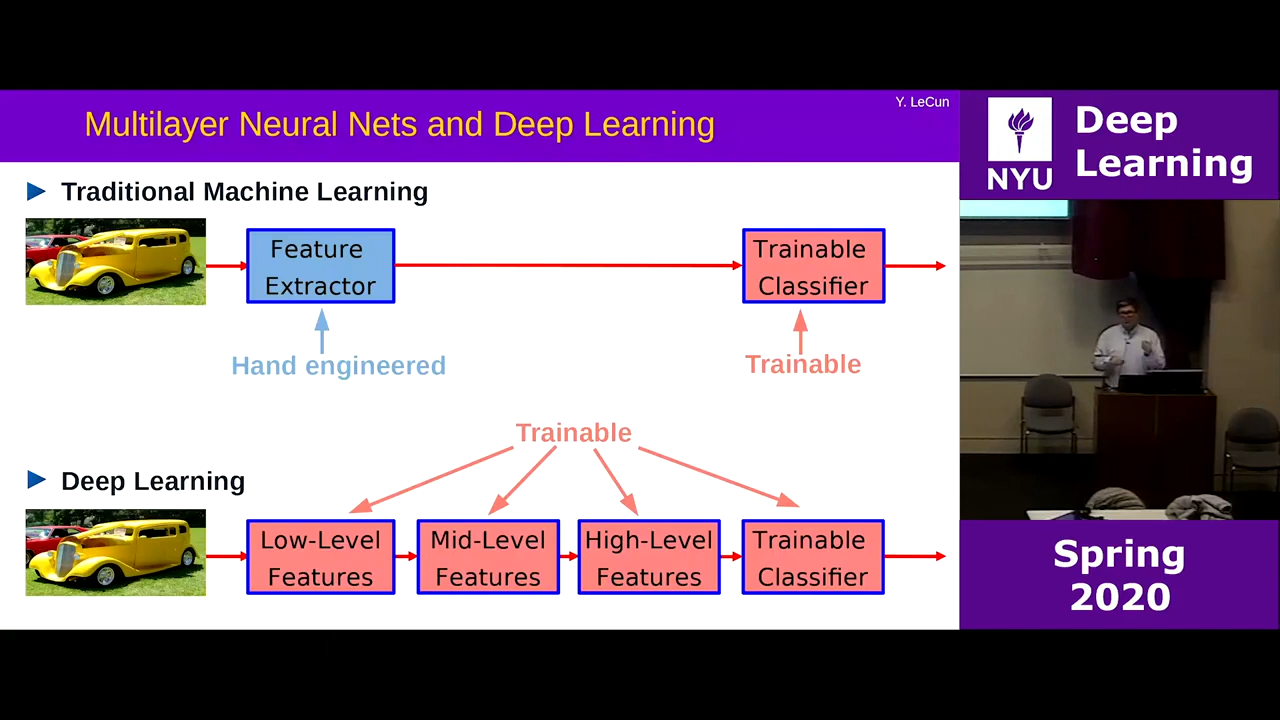 Y. LeCun
Multilayer Neural Nets and Deep Learning
Traditional Machine Learning
Feature
Extractor
Trainable
Classifier
Hand engineered
Trainable
Trainable
Deep Learning
Low-Level
Features
Mid-Level
Features
High-Level
Features
Trainable
Classifier
NYU
Deep
Learning
Spring
2020